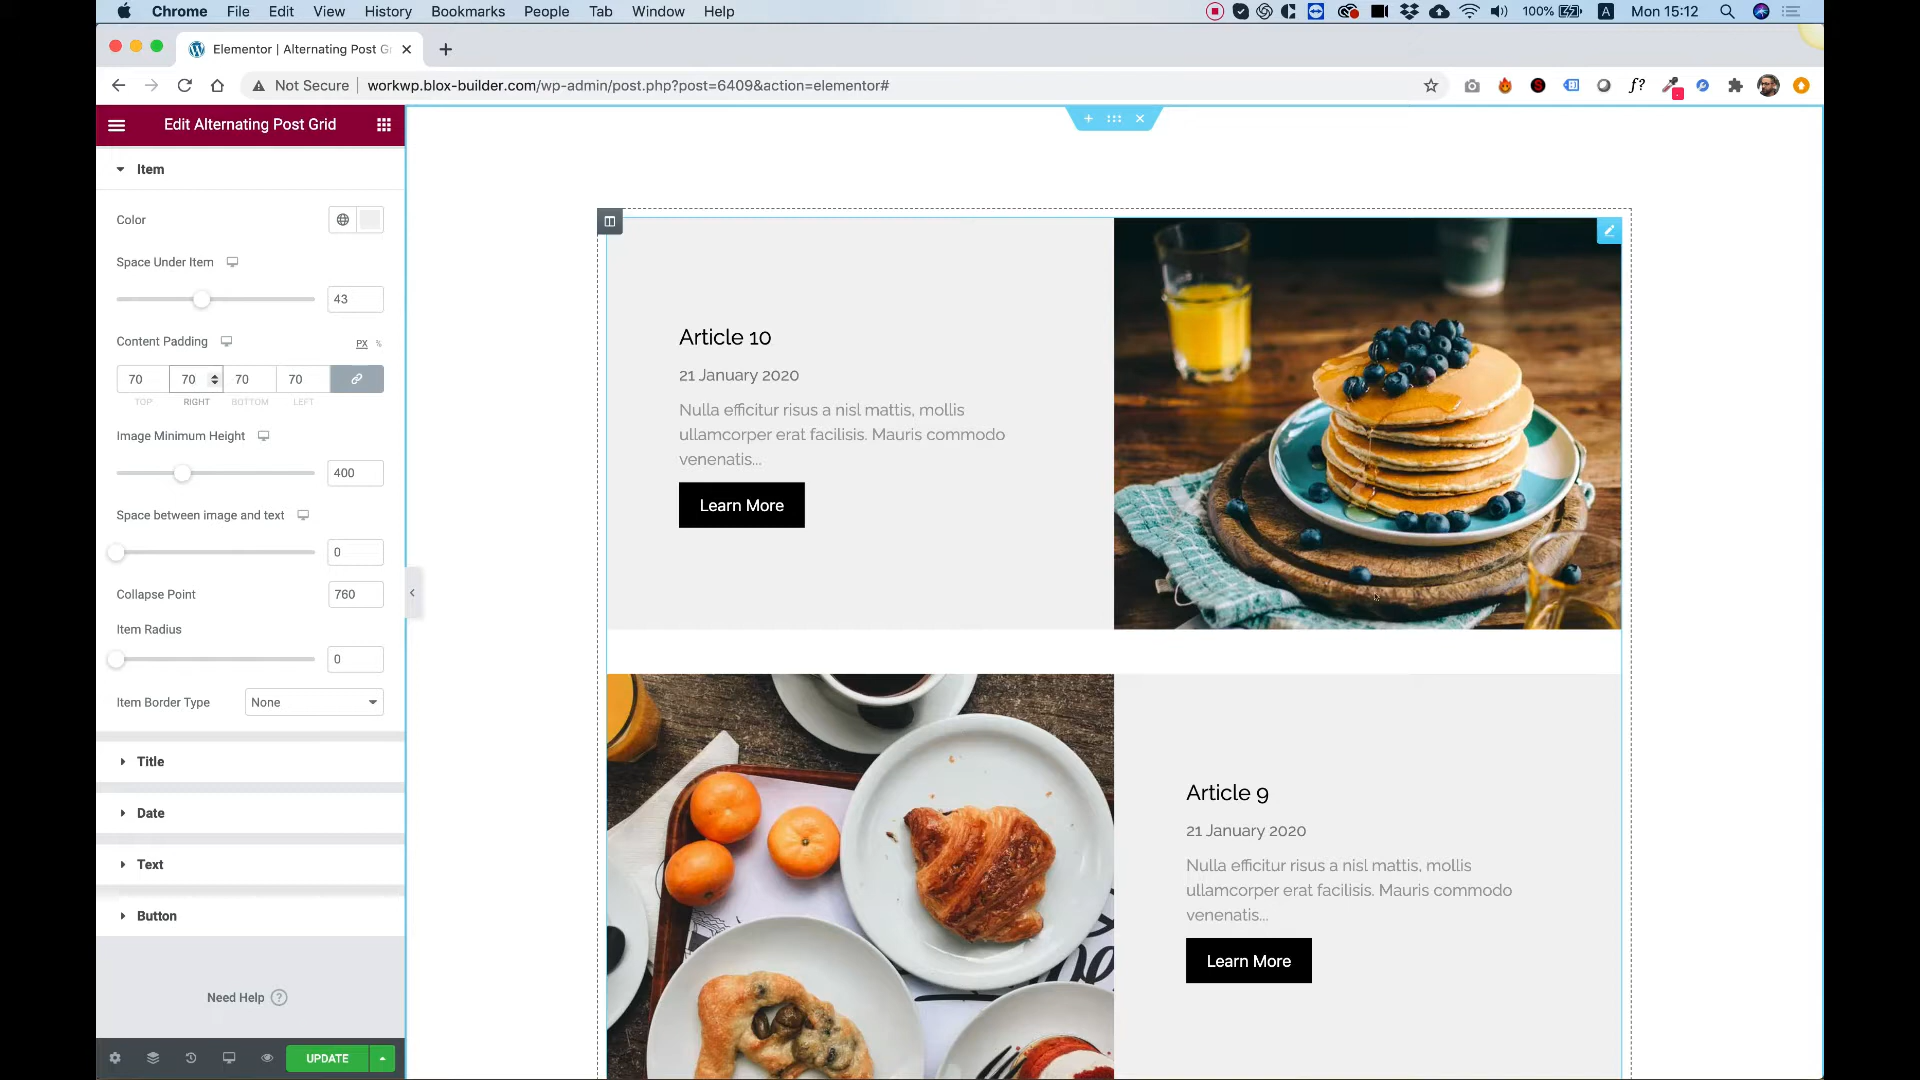 Chrome File Edit View History Bookmarks People Tab Window Help 100% A Mon 15:12
Elementor | Alternating Post G
Not Secure workwp.blox-builder.com/wp-admin/post.php?post=6409&action=elementor# f?
Edit Alternating Post Grid
Item
Color
Space Under Item
43
Content Padding PX %
70 70 70 70
TOP RIGHT BOTTOM LEFT
Image Minimum Height
400
Space between image and text
0
Collapse Point 760
Item Radius
0
Item Border Type None
Title
Date
Text
Button
Need Help ?
UPDATE
Article 10
21 January 2020
Nulla efficitur risus a nisl mattis, mollis
ullamcorper erat facilisis. Mauris commodo
venenatis...
Learn More
Article 9
21 January 2020
Nulla efficitur risus a nisl mattis, mollis
ullamcorper erat facilisis. Mauris commodo
venenatis...
Learn More